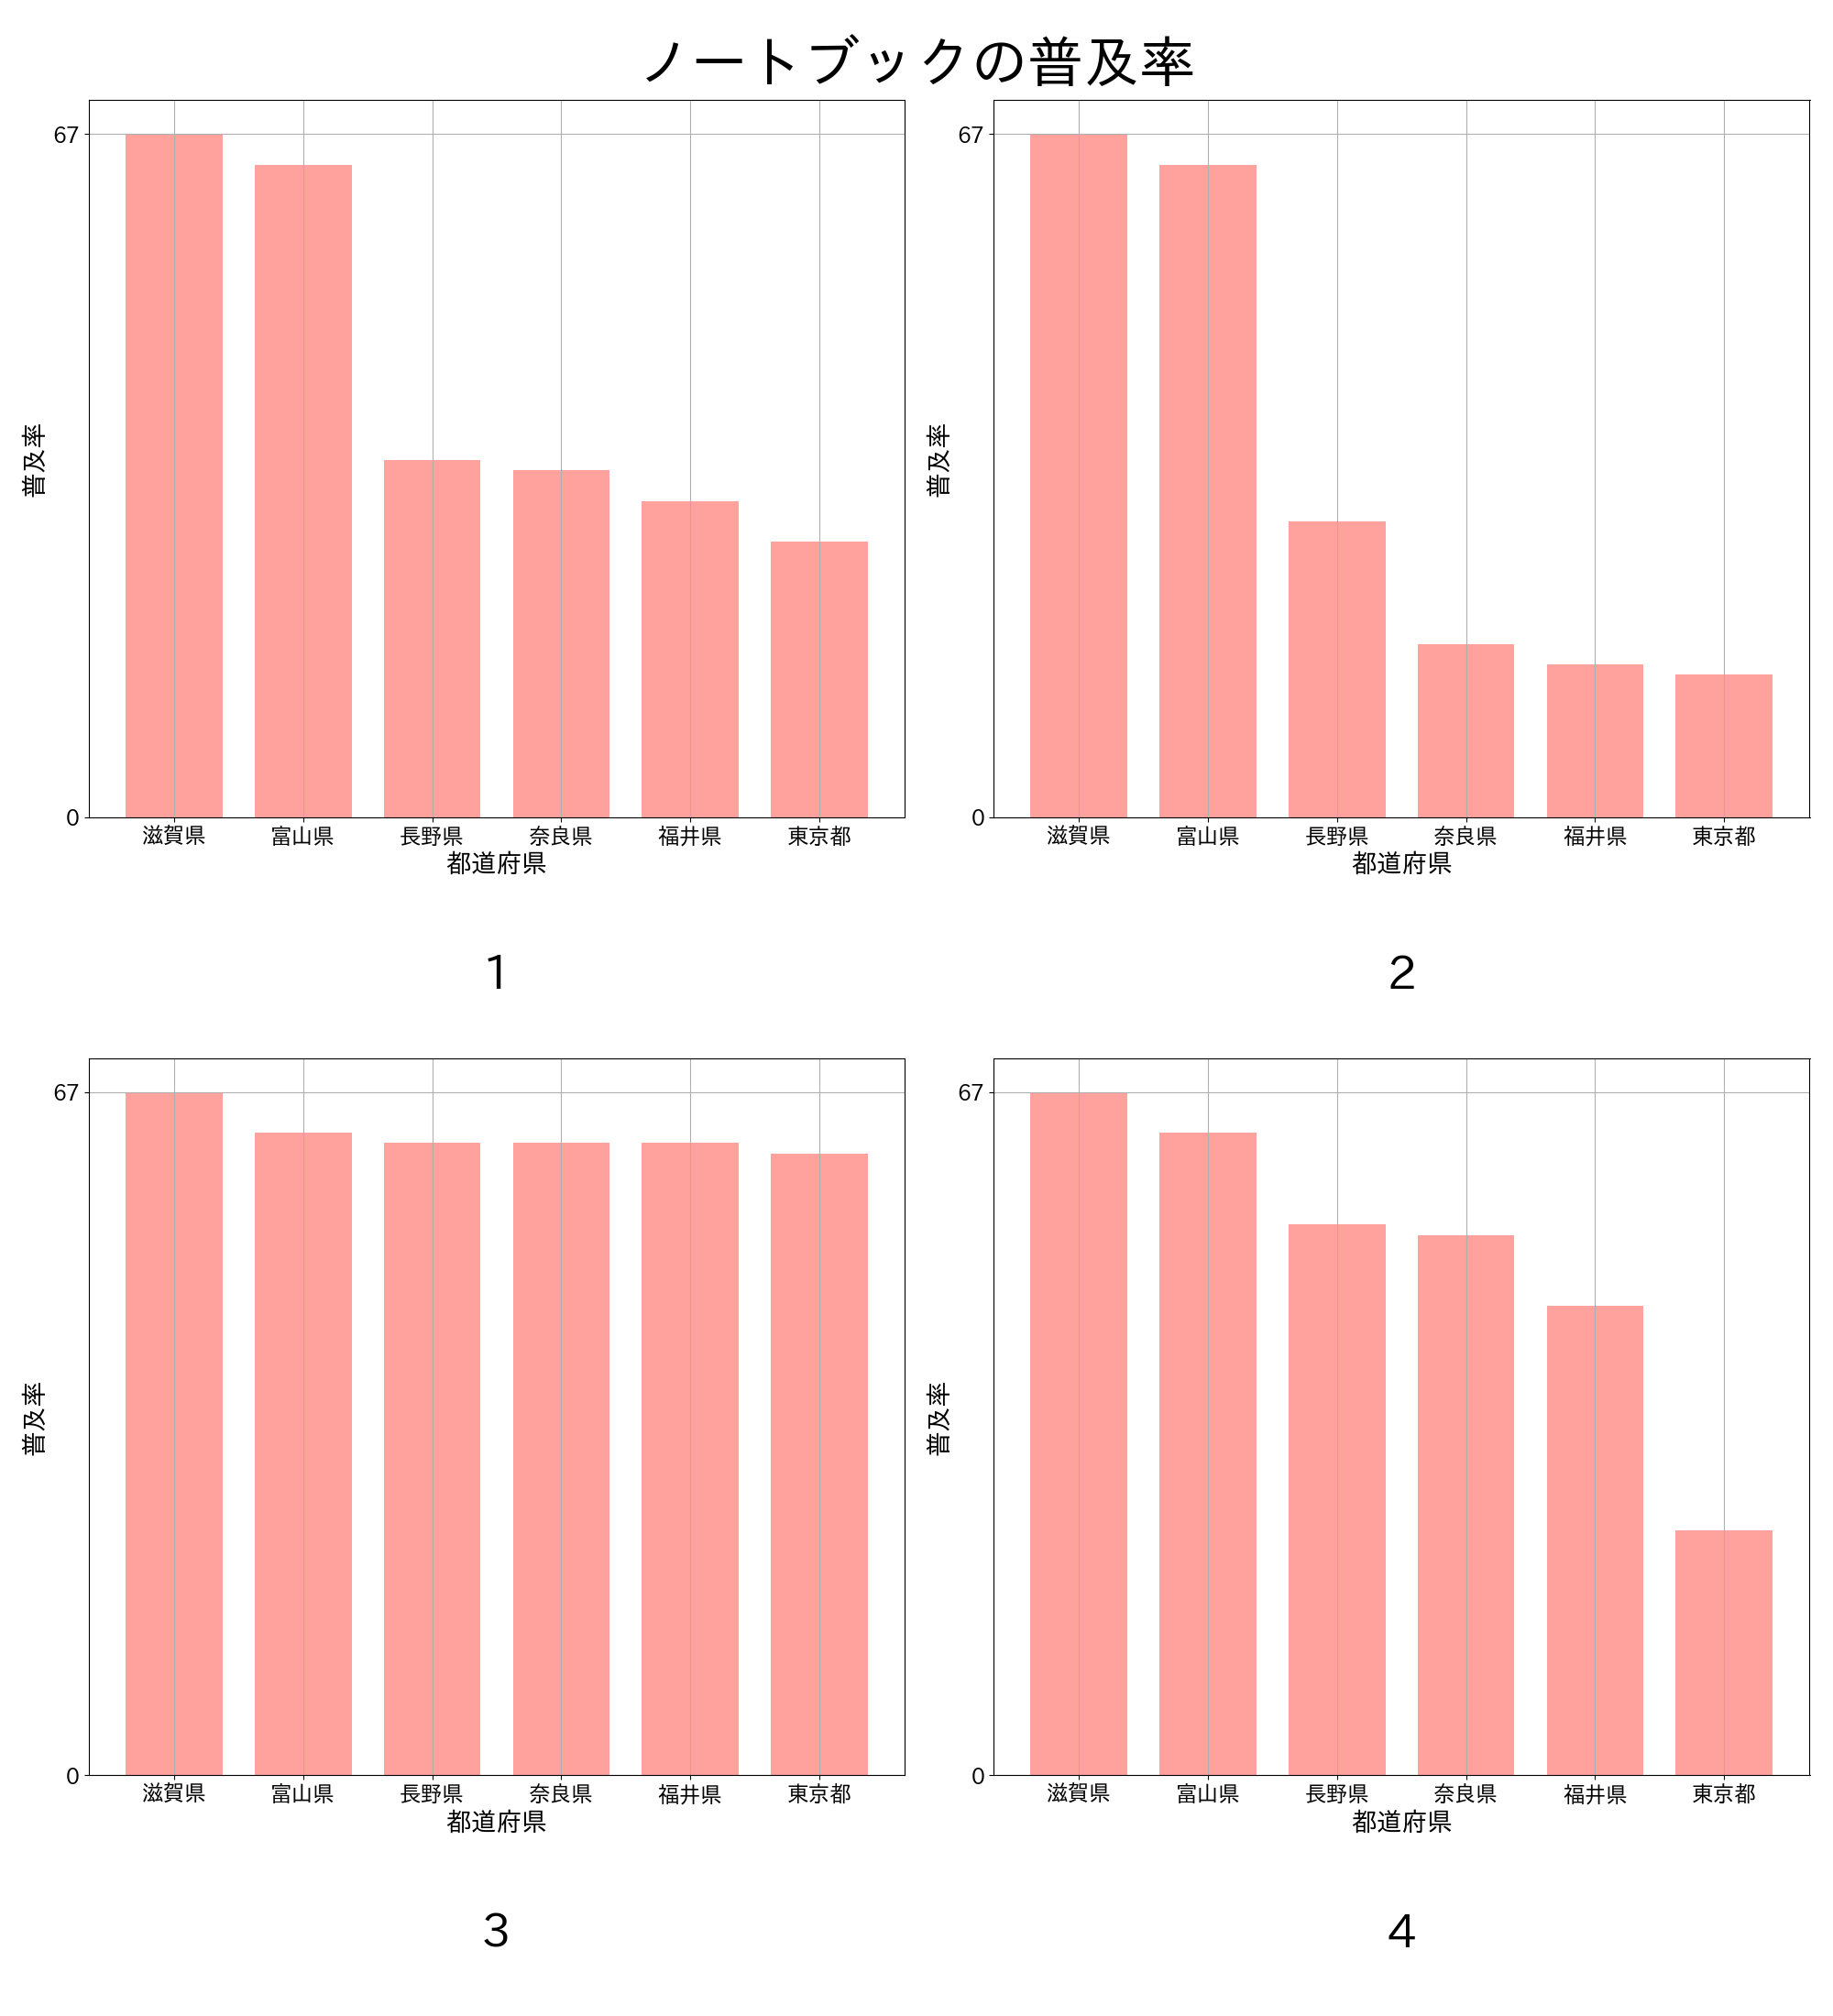 ノートブックの普及率
67
0
普及率
滋賀県 富山県 長野県 奈良県 福井県 東京都
都道府県
1
67
0
普及率
滋賀県 富山県 長野県 奈良県 福井県 東京都
都道府県
2
67
0
普及率
滋賀県 富山県 長野県 奈良県 福井県 東京都
都道府県
3
67
0
普及率
滋賀県 富山県 長野県 奈良県 福井県 東京都
都道府県
4